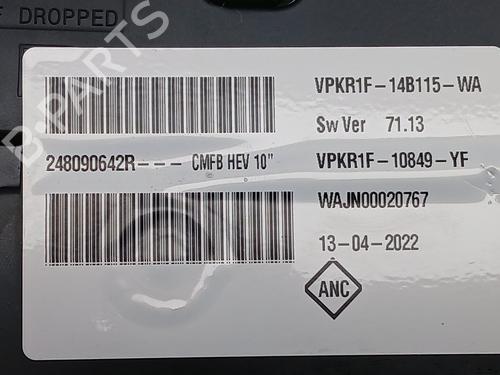 F DROPPED
B-PARTS
VPKR1F-14B115-WA
Sw Ver 71.13
248090642R--- CMFB HEV 10"
VPKR1F-10849-YF
WAJN00020767
13-04-2022
ANC